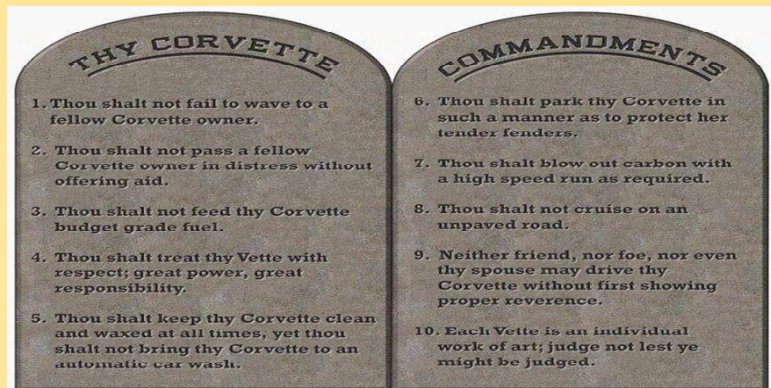 THY CORVETTE
1. Thou shalt not fail to wave to a
fellow Corvette owner.
2. Thou shalt not pass a fellow
Corvette owner in distress without
offering aid.
3. Thou shalt not feed thy Corvette
budget grade fuel.
4. Thou shalt treat thy Vette with
respect; great power, great
responsibility.
5. Thou shalt keep thy Corvette clean
and waxed at all times, yet thou
shalt not bring thy Corvette to an
automatic car wash.
COMMANDMENTS
6. Thou shalt park thy Corvette in
such a manner as to protect her
tender fenders.
7. Thou shalt blow out carbon with
a high speed run as required.
8. Thou shalt not cruise on an
unpaved road.
9. Neither friend, nor foe, nor even
thy spouse may drive thy
Corvette without first showing
proper reverence.
10. Each Vette is an individual
work of art; judge not lest ye
might be judged.